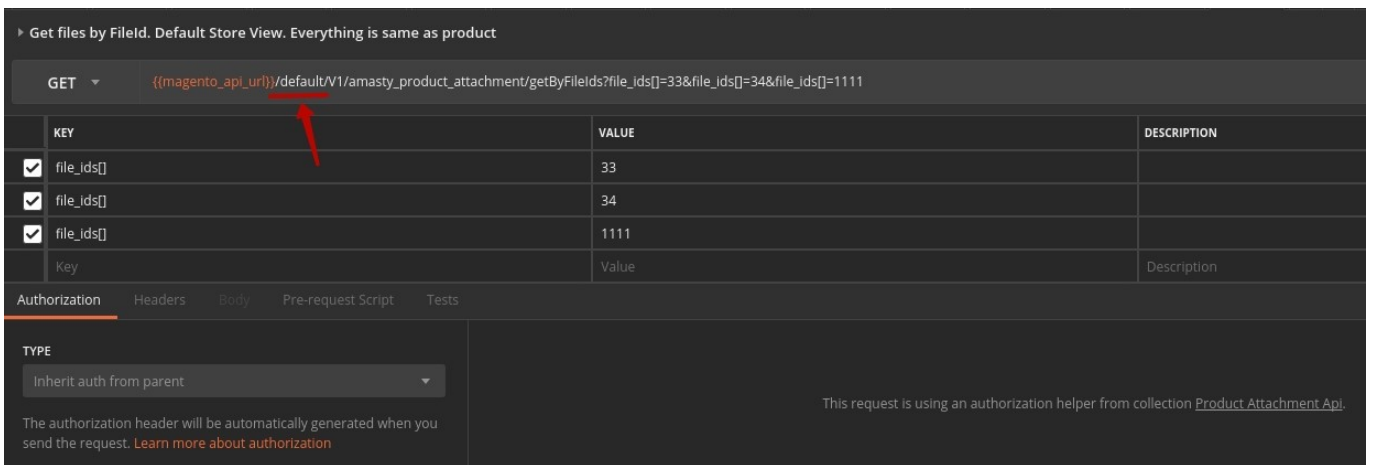 Get files by FileId. Default Store View. Everything is same as product
GET {{magento_api_url}}/default/V1/amasty_product_attachment/getByFileIds?file_ids[]=33&file_ids[]=34&file_ids[]=1111
KEY VALUE DESCRIPTION
file_ids[] 33
file_ids[] 34
file_ids[] 1111
Key Value Description
Authorization Headers Body Pre-request Script Tests
TYPE
Inherit auth from parent
This request is using an authorization helper from collection Product Attachment Api.
The authorization header will be automatically generated when you
send the request. Learn more about authorization